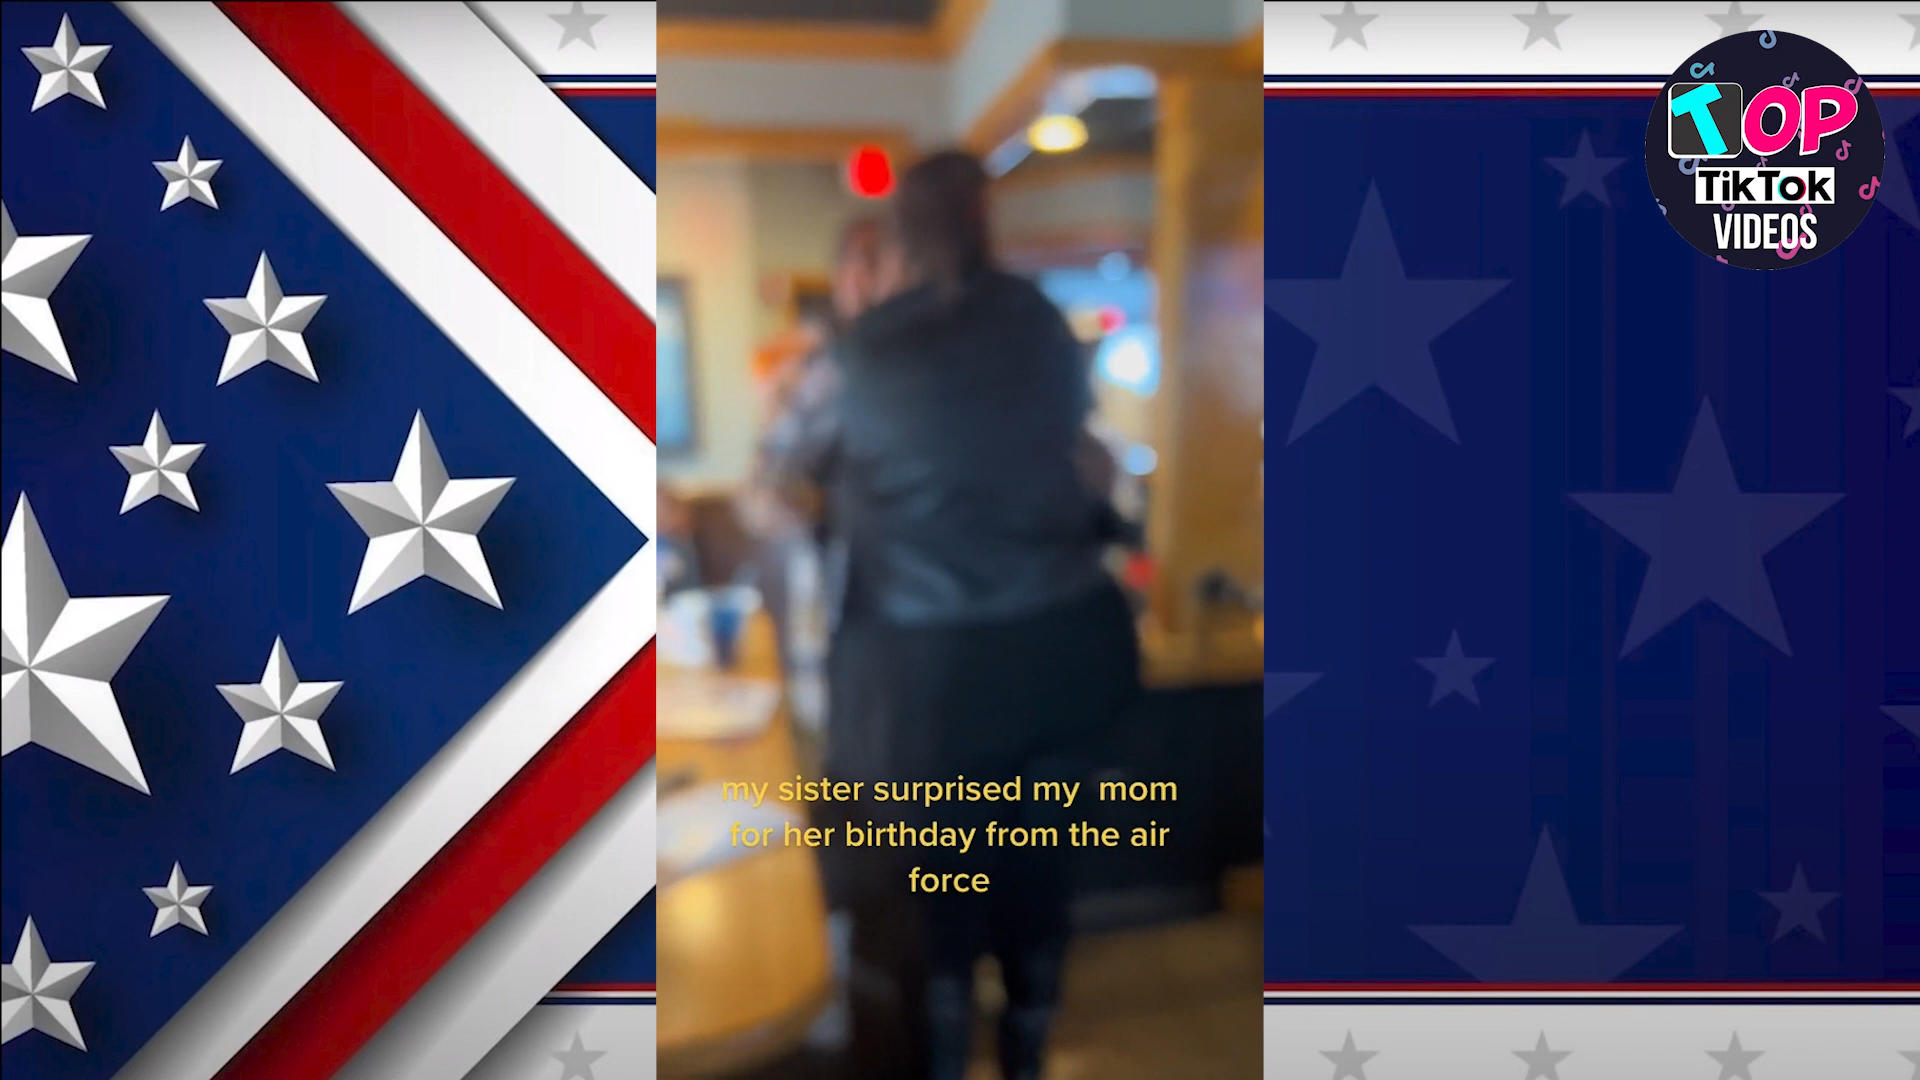 TOP
TikTok
VIDEOS
my sister surprised my  mom
for her birthday from the air
force